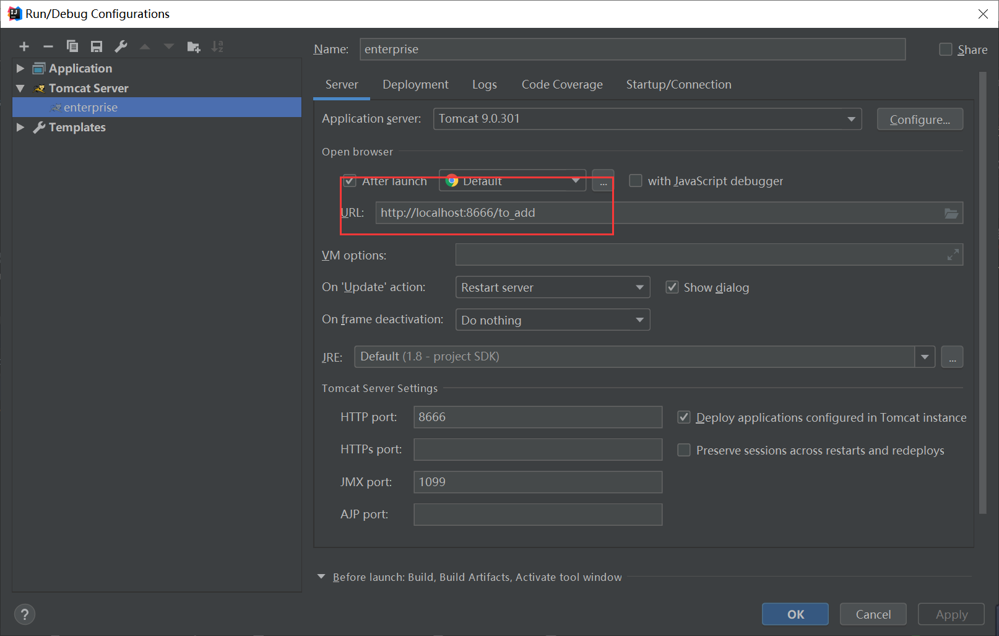 Run/Debug Configurations
Application
Tomcat Server
enterprise
Templates
Name: enterprise Share
Server Deployment Logs Code Coverage Startup/Connection
Application server: Tomcat 9.0.301 Configure...
Open browser
After launch Default ... with JavaScript debugger
URL: http://localhost:8666/to_add
VM options:
On 'Update' action: Restart server Show dialog
On frame deactivation: Do nothing
JRE: Default (1.8 - project SDK) ...
Tomcat Server Settings
HTTP port: 8666 Deploy applications configured in Tomcat instance
HTTPs port: Preserve sessions across restarts and redeploys
JMX port: 1099
AJP port:
Before launch: Build, Build Artifacts, Activate tool window
? OK Cancel Apply